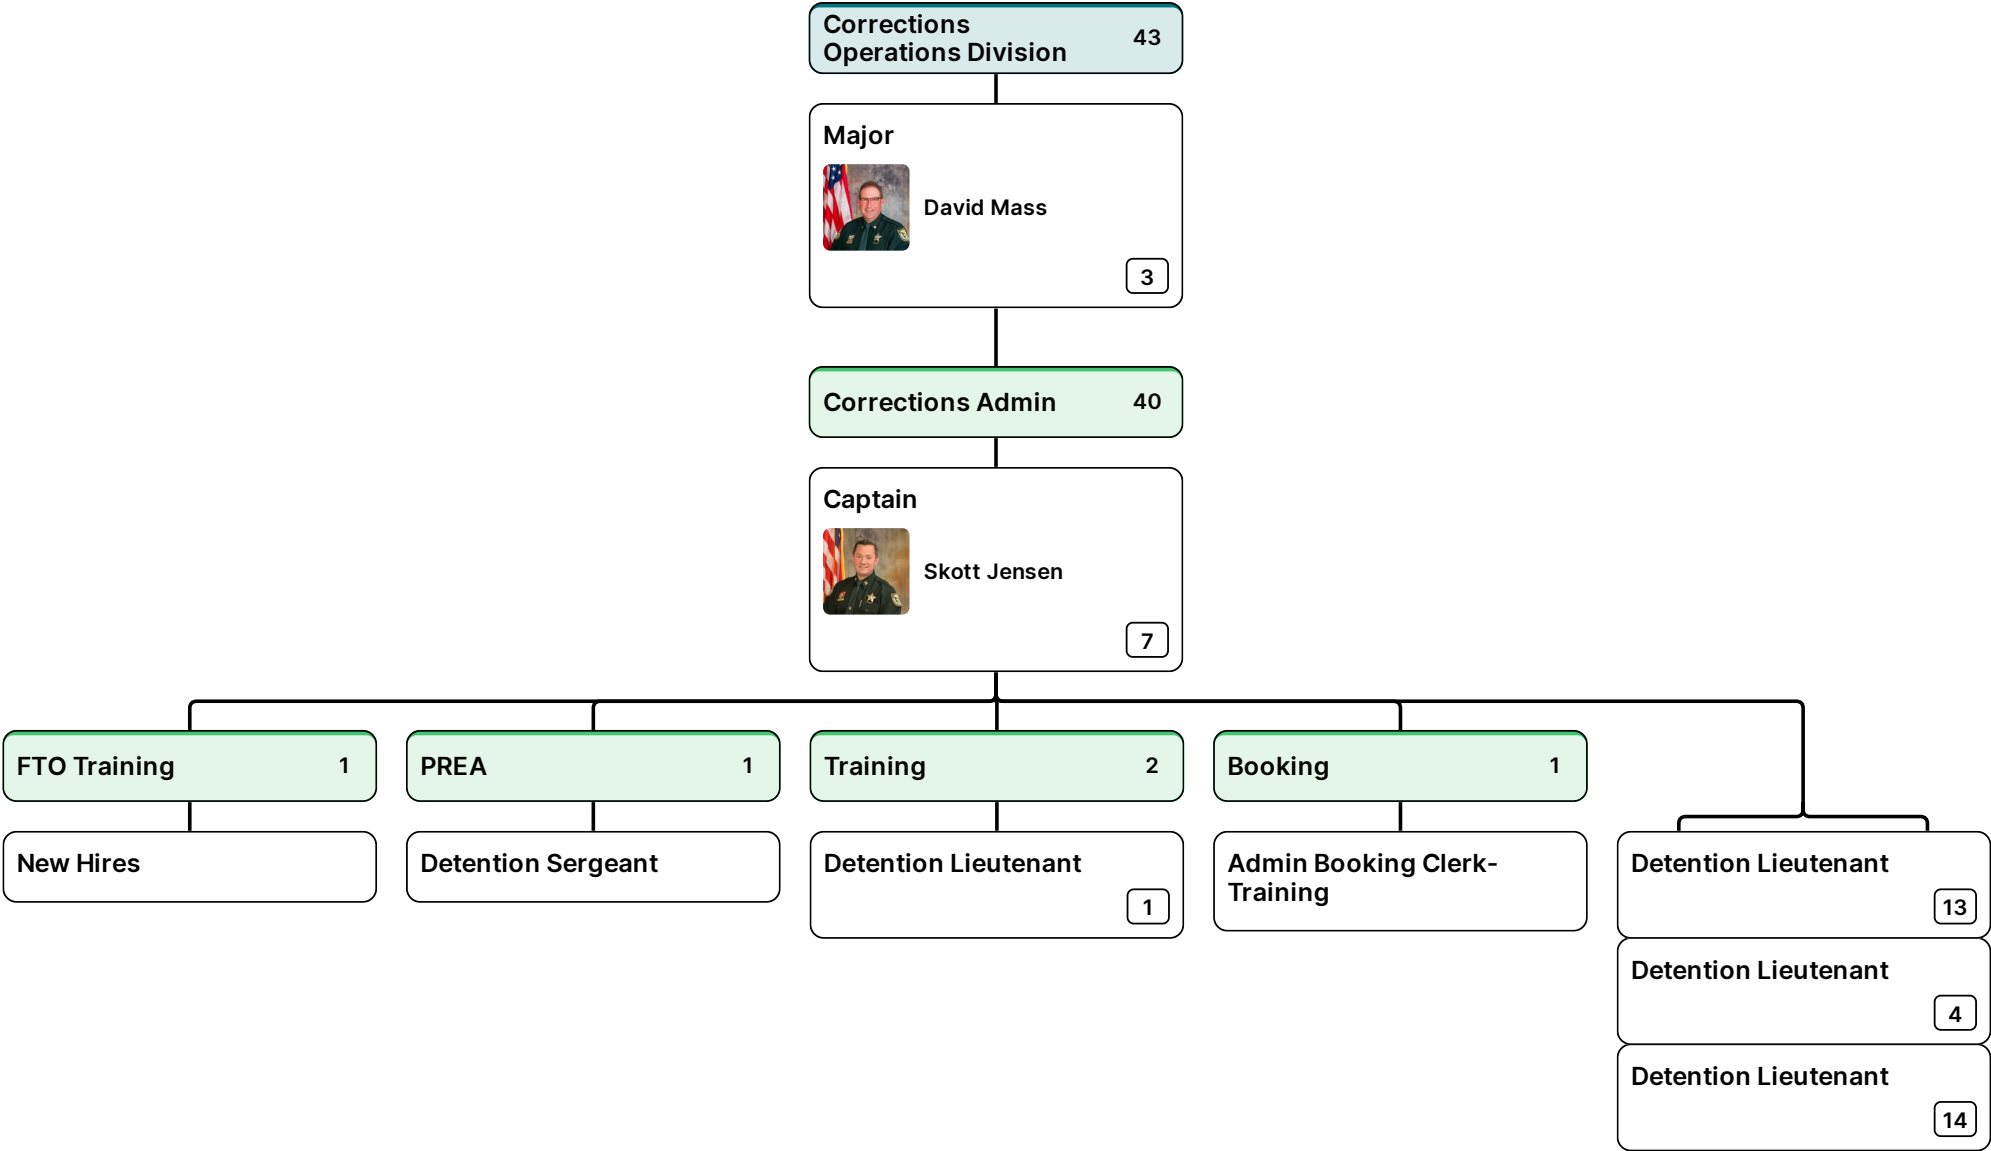 Corrections
Operations Division
43
Major
David Mass
3
Corrections Admin
40
Captain
Skott Jensen
7
FTO Training
1
PREA
1
Training
2
Booking
1
New Hires
Detention Sergeant
Detention Lieutenant
1
Admin Booking Clerk-
Training
Detention Lieutenant
13
Detention Lieutenant
4
Detention Lieutenant
14